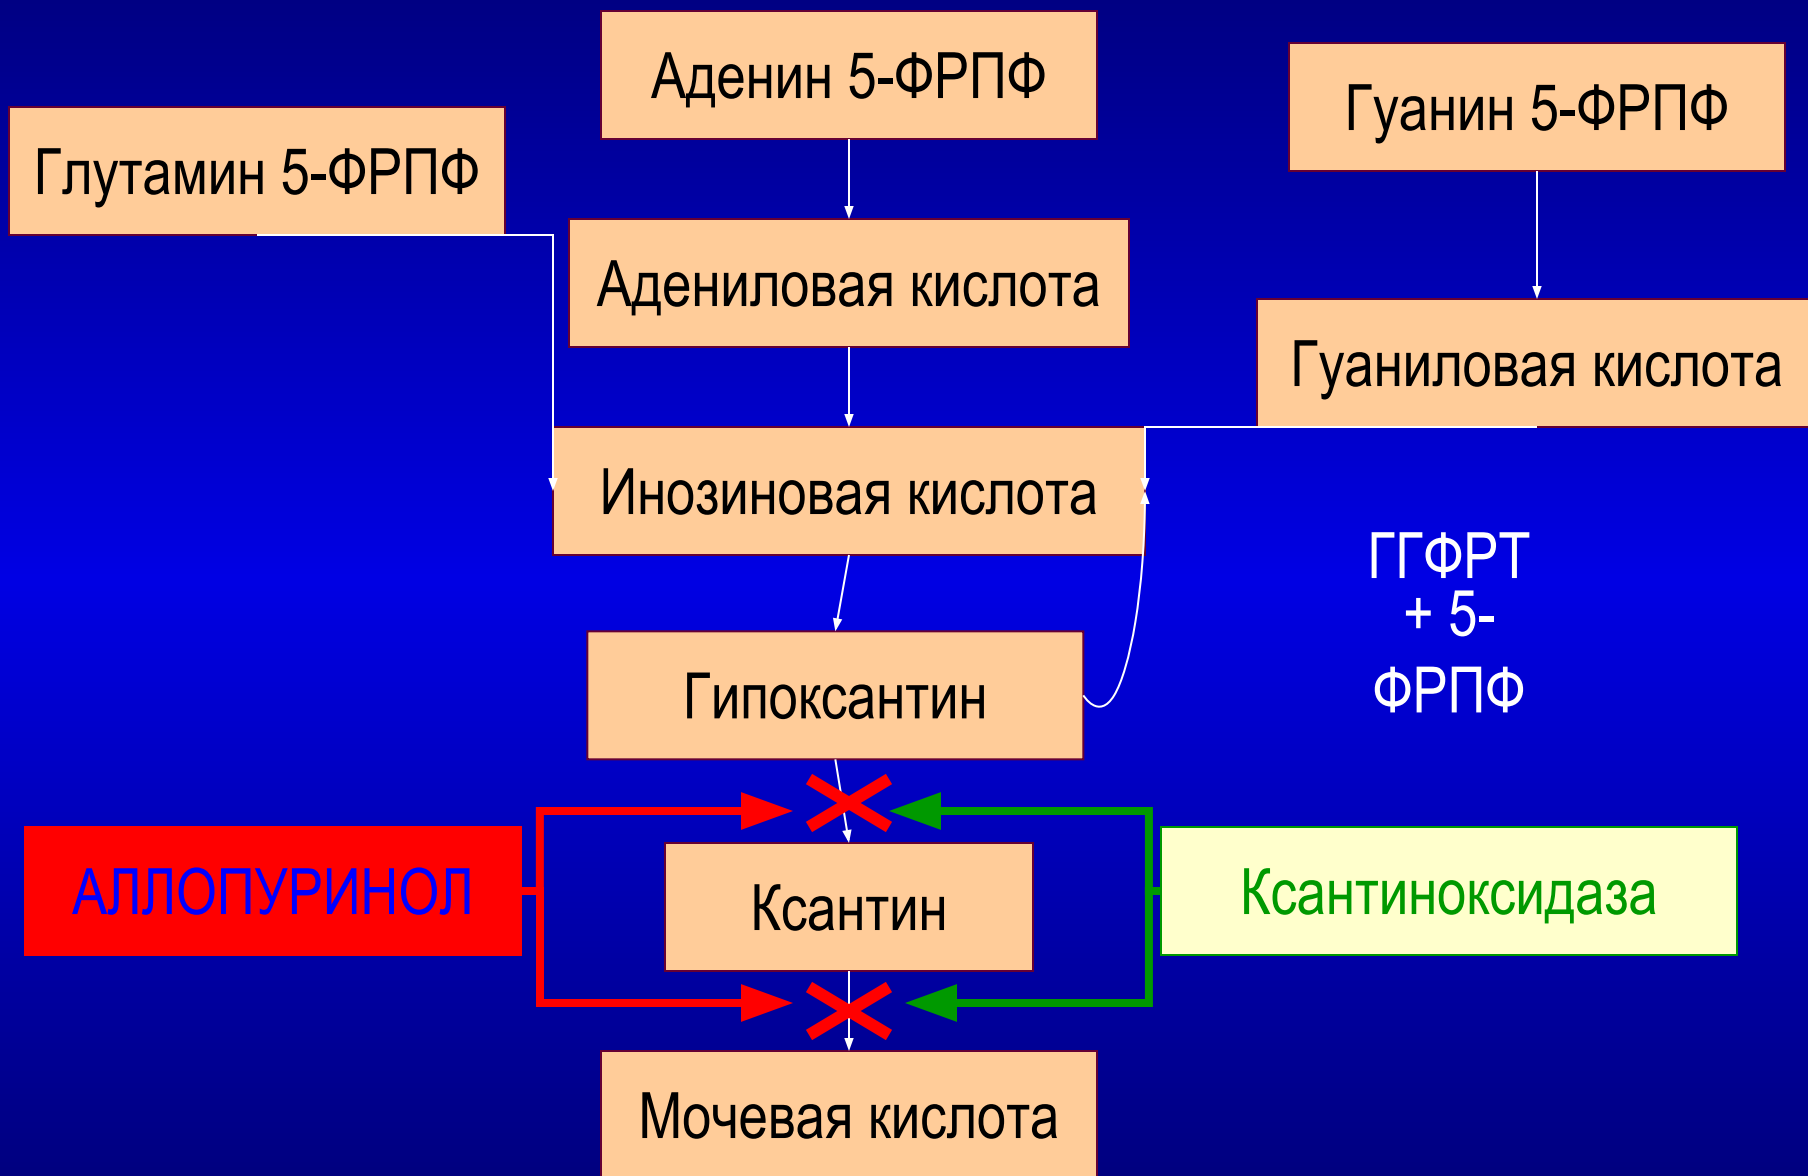 Аденин 5-ФРПФ
Гуанин 5-ФРПФ
Глутамин 5-ФРПФ
Адениловая кислота
Гуаниловая кислота
Инозиновая кислота
ГГФРТ
+ 5-
ФРПФ
Гипоксантин
АЛЛОПУРИНОЛ
Ксантин
Ксантиноксидаза
Мочевая кислота